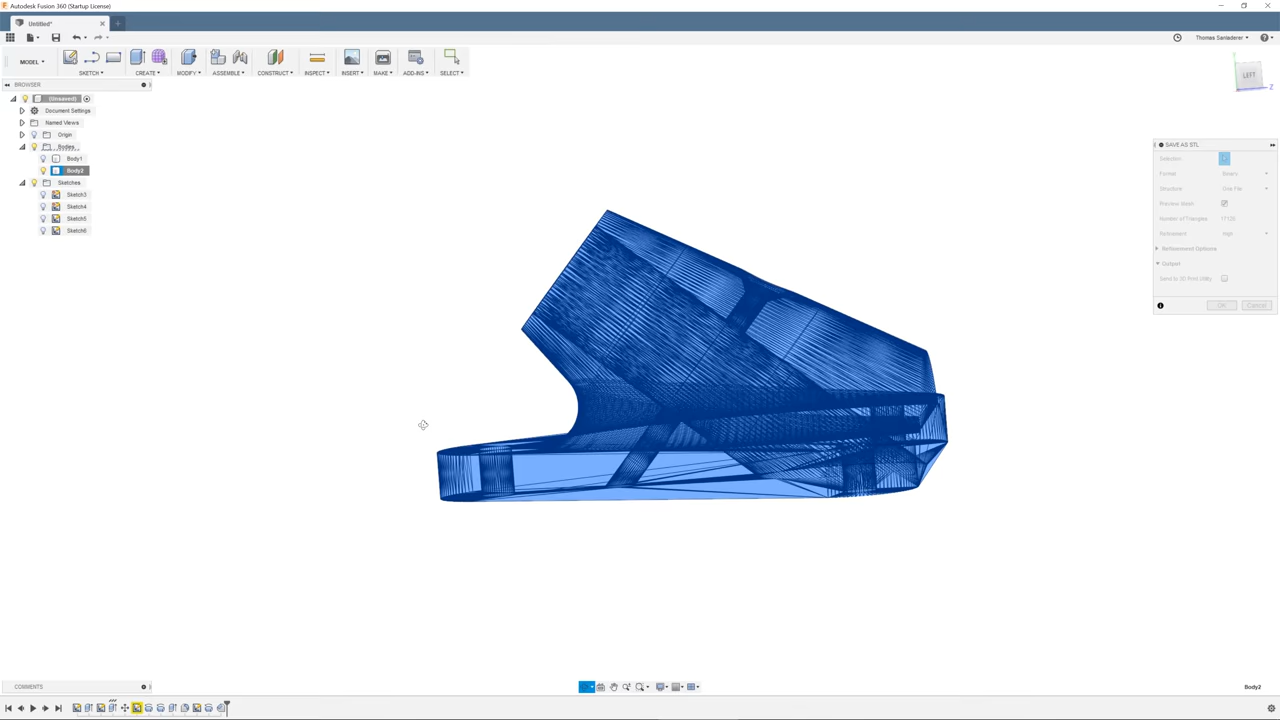 Autodesk Fusion 360 (Startup License)
Untitled*
Thomas Sanladerer
MODEL
SKETCH
CREATE
MODIFY
ASSEMBLE
CONSTRUCT
INSPECT
INSERT
MAKE
ADD-INS
SELECT
LEFT
Z
BROWSER
(Unsaved)
Document Settings
Named Views
Origin
Bodies
Body1
Body2
Sketches
Sketch3
Sketch4
Sketch5
Sketch6
SAVE AS STL
Selection
Format Binary
Structure One File
Preview Mesh
Number of Triangles
Refinement High
Refinement Options
Output
Send to 3D Print Utility
OK Cancel
COMMENTS
Body2